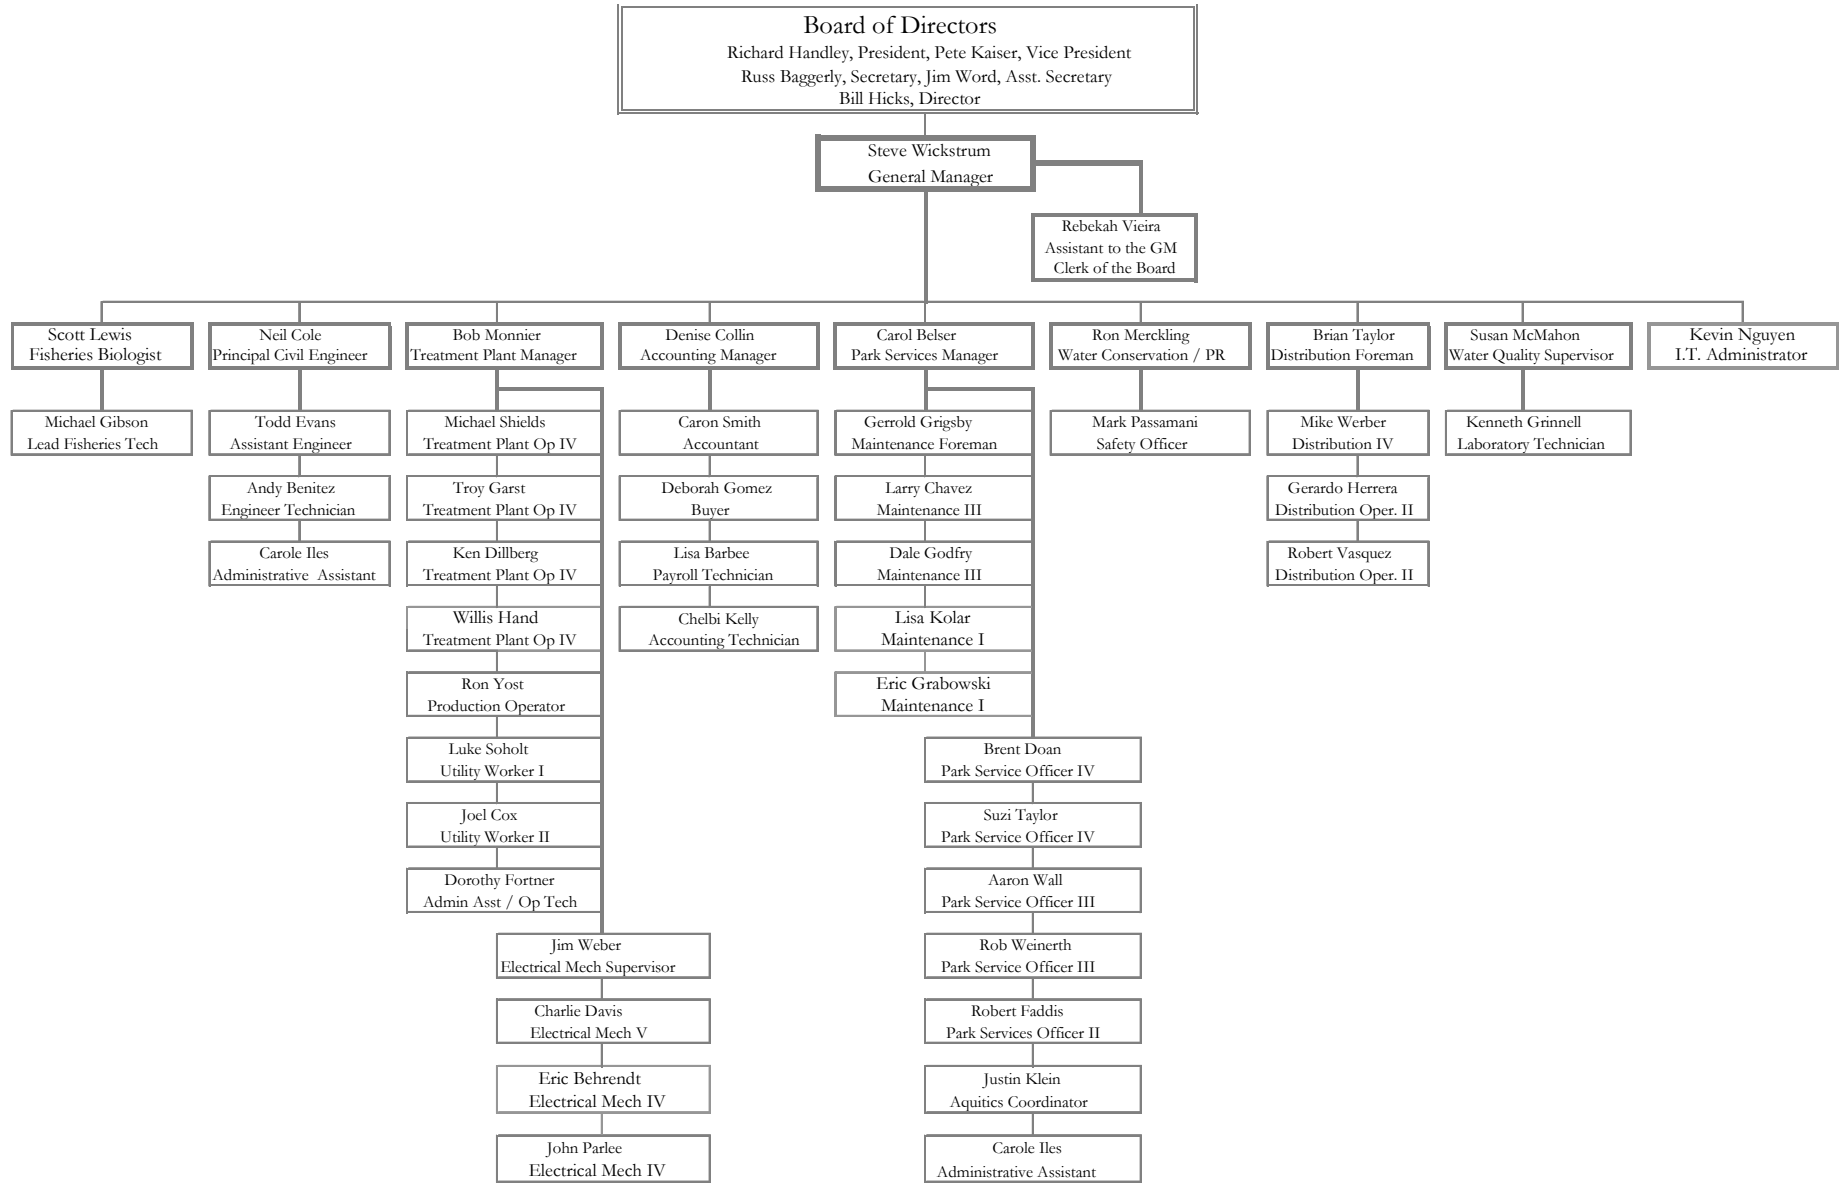 Board of Directors
Richard Handley, President, Pete Kaiser, Vice President
Russ Baggerly, Secretary, Jim Word, Asst. Secretary
Bill Hicks, Director
Steve Wickstrum
General Manager
Rebekah Vieira
Assistant to the GM
Clerk of the Board
Scott Lewis
Fisheries Biologist
Neil Cole
Principal Civil Engineer
Bob Monnier
Treatment Plant Manager
Denise Collin
Accounting Manager
Carol Belser
Park Services Manager
Ron Merckling
Water Conservation / PR
Brian Taylor
Distribution Foreman
Susan McMahon
Water Quality Supervisor
Kevin Nguyen
I.T. Administrator
Michael Gibson
Lead Fisheries Tech
Todd Evans
Assistant Engineer
Andy Benitez
Engineer Technician
Carole Iles
Administrative Assistant
Michael Shields
Treatment Plant Op IV
Troy Garst
Treatment Plant Op IV
Ken Dillberg
Treatment Plant Op IV
Willis Hand
Treatment Plant Op IV
Ron Yost
Production Operator
Luke Soholt
Utility Worker I
Joel Cox
Utility Worker II
Dorothy Fortner
Admin Asst / Op Tech
Jim Weber
Electrical Mech Supervisor
Charlie Davis
Electrical Mech V
Eric Behrendt
Electrical Mech IV
John Parlee
Electrical Mech IV
Caron Smith
Accountant
Deborah Gomez
Buyer
Lisa Barbee
Payroll Technician
Chelbi Kelly
Accounting Technician
Gerrold Grigsby
Maintenance Foreman
Larry Chavez
Maintenance III
Dale Godfry
Maintenance III
Lisa Kolar
Maintenance I
Eric Grabowski
Maintenance I
Brent Doan
Park Service Officer IV
Suzi Taylor
Park Service Officer IV
Aaron Wall
Park Service Officer III
Rob Weinerth
Park Service Officer III
Robert Faddis
Park Services Officer II
Justin Klein
Aquitics Coordinator
Carole Iles
Administrative Assistant
Mark Passamani
Safety Officer
Mike Werber
Distribution IV
Gerardo Herrera
Distribution Oper. II
Robert Vasquez
Distribution Oper. II
Kenneth Grinnell
Laboratory Technician